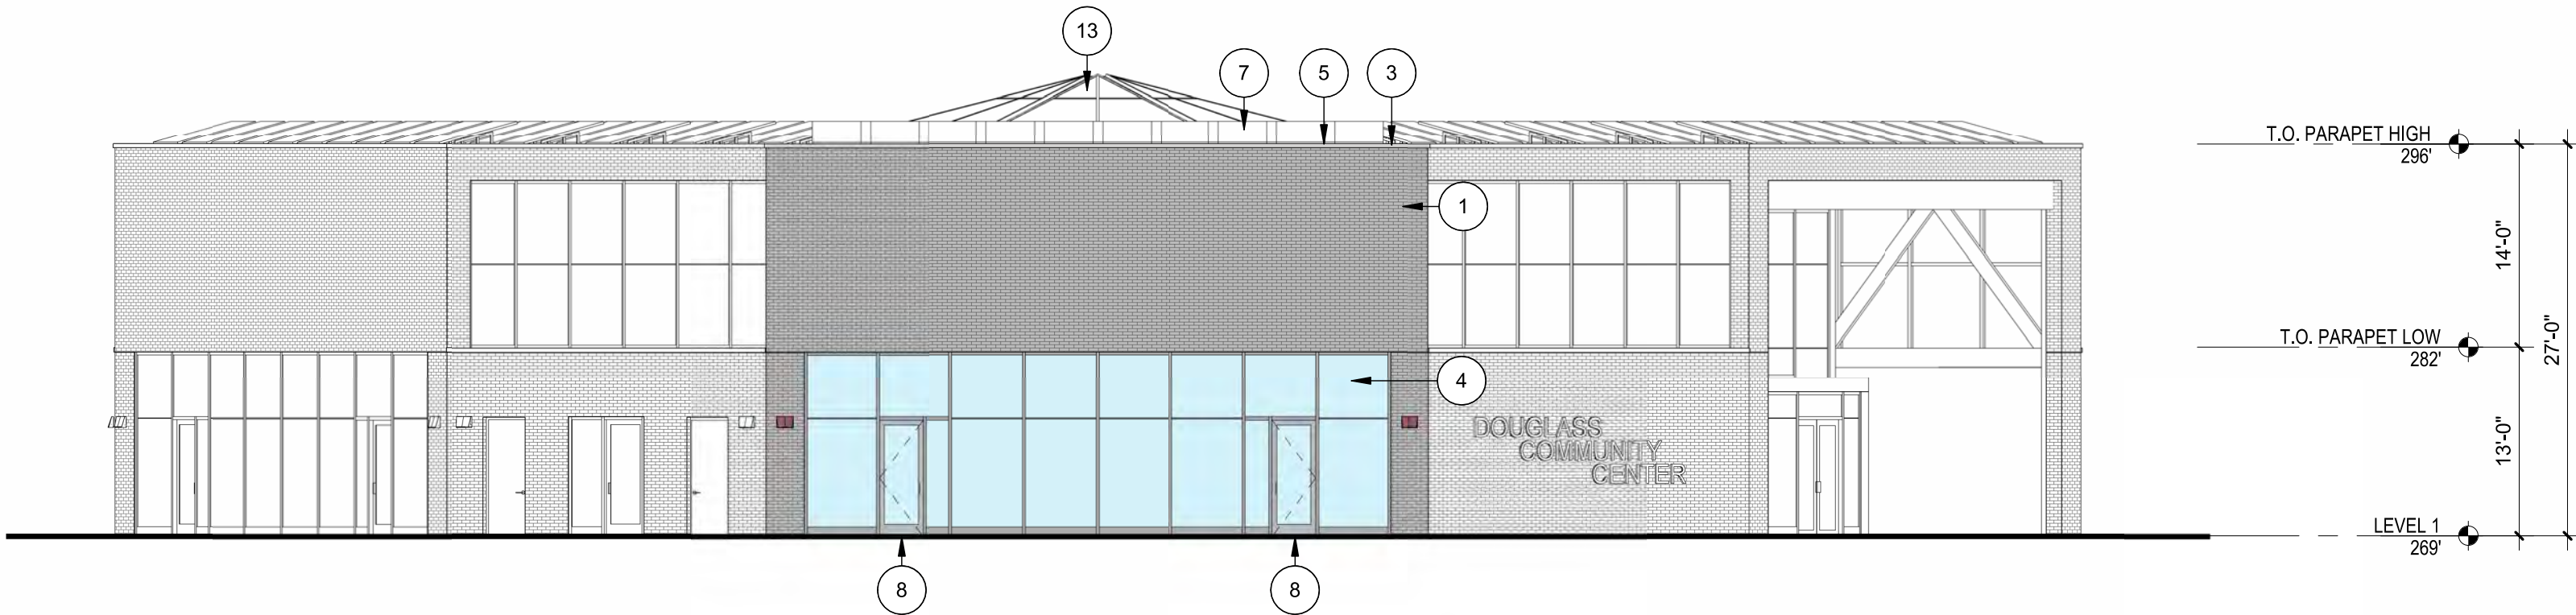 13
7
5
3
T.O. PARAPET HIGH
296'
1
14'-0"
T.O. PARAPET LOW
282'
27'-0"
4
DOUGLASS
COMMUNITY
CENTER
13'-0"
LEVEL 1
269'
8
8